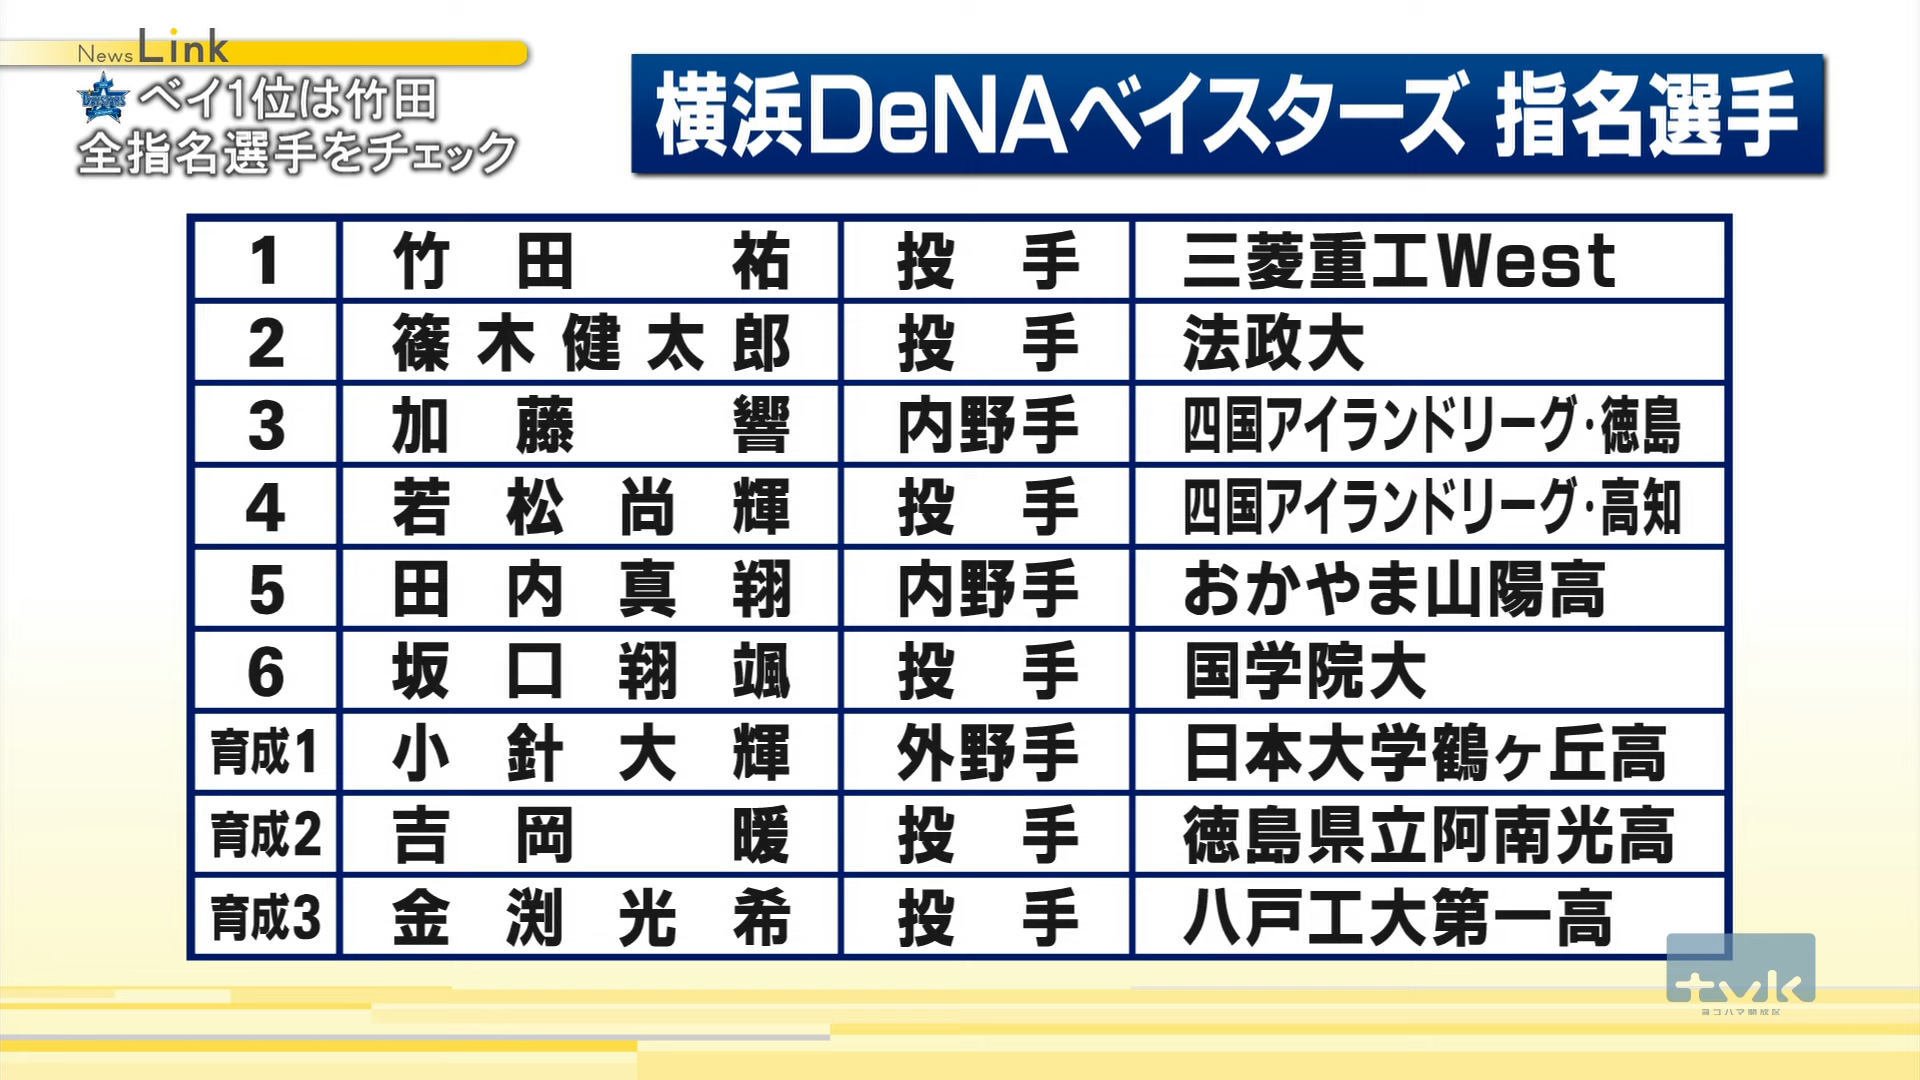 News Link
ベイ1位は竹田
全指名選手をチェック
横浜DeNAベイスターズ 指名選手
1 竹田 祐 投手 三菱重工West
2 篠木健太郎 投手 法政大
3 加藤 響 内野手 四国アイランドリーグ・徳島
4 若松尚輝 投手 四国アイランドリーグ・高知
5 田内真翔 内野手 おかやま山陽高
6 坂口翔颯 投手 国学院大
育成1 小針大輝 外野手 日本大学鶴ヶ丘高
育成2 吉岡 暖 投手 徳島県立阿南光高
育成3 金渕光希 投手 八戸工大第一高
tvk
ヨコハマ開放区